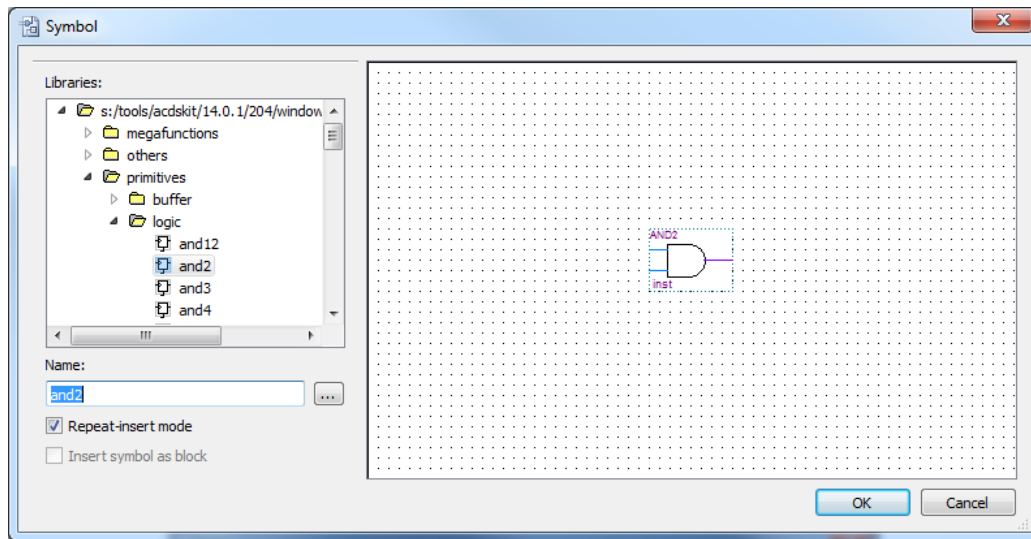 Symbol
Libraries:
s:/tools/acdskit/14.0.1/204/window
megafunctions
others
primitives
buffer
logic
and12
and2
and3
and4
Name:
and2
...
Repeat-insert mode
Insert symbol as block
AND2
inst
OK
Cancel